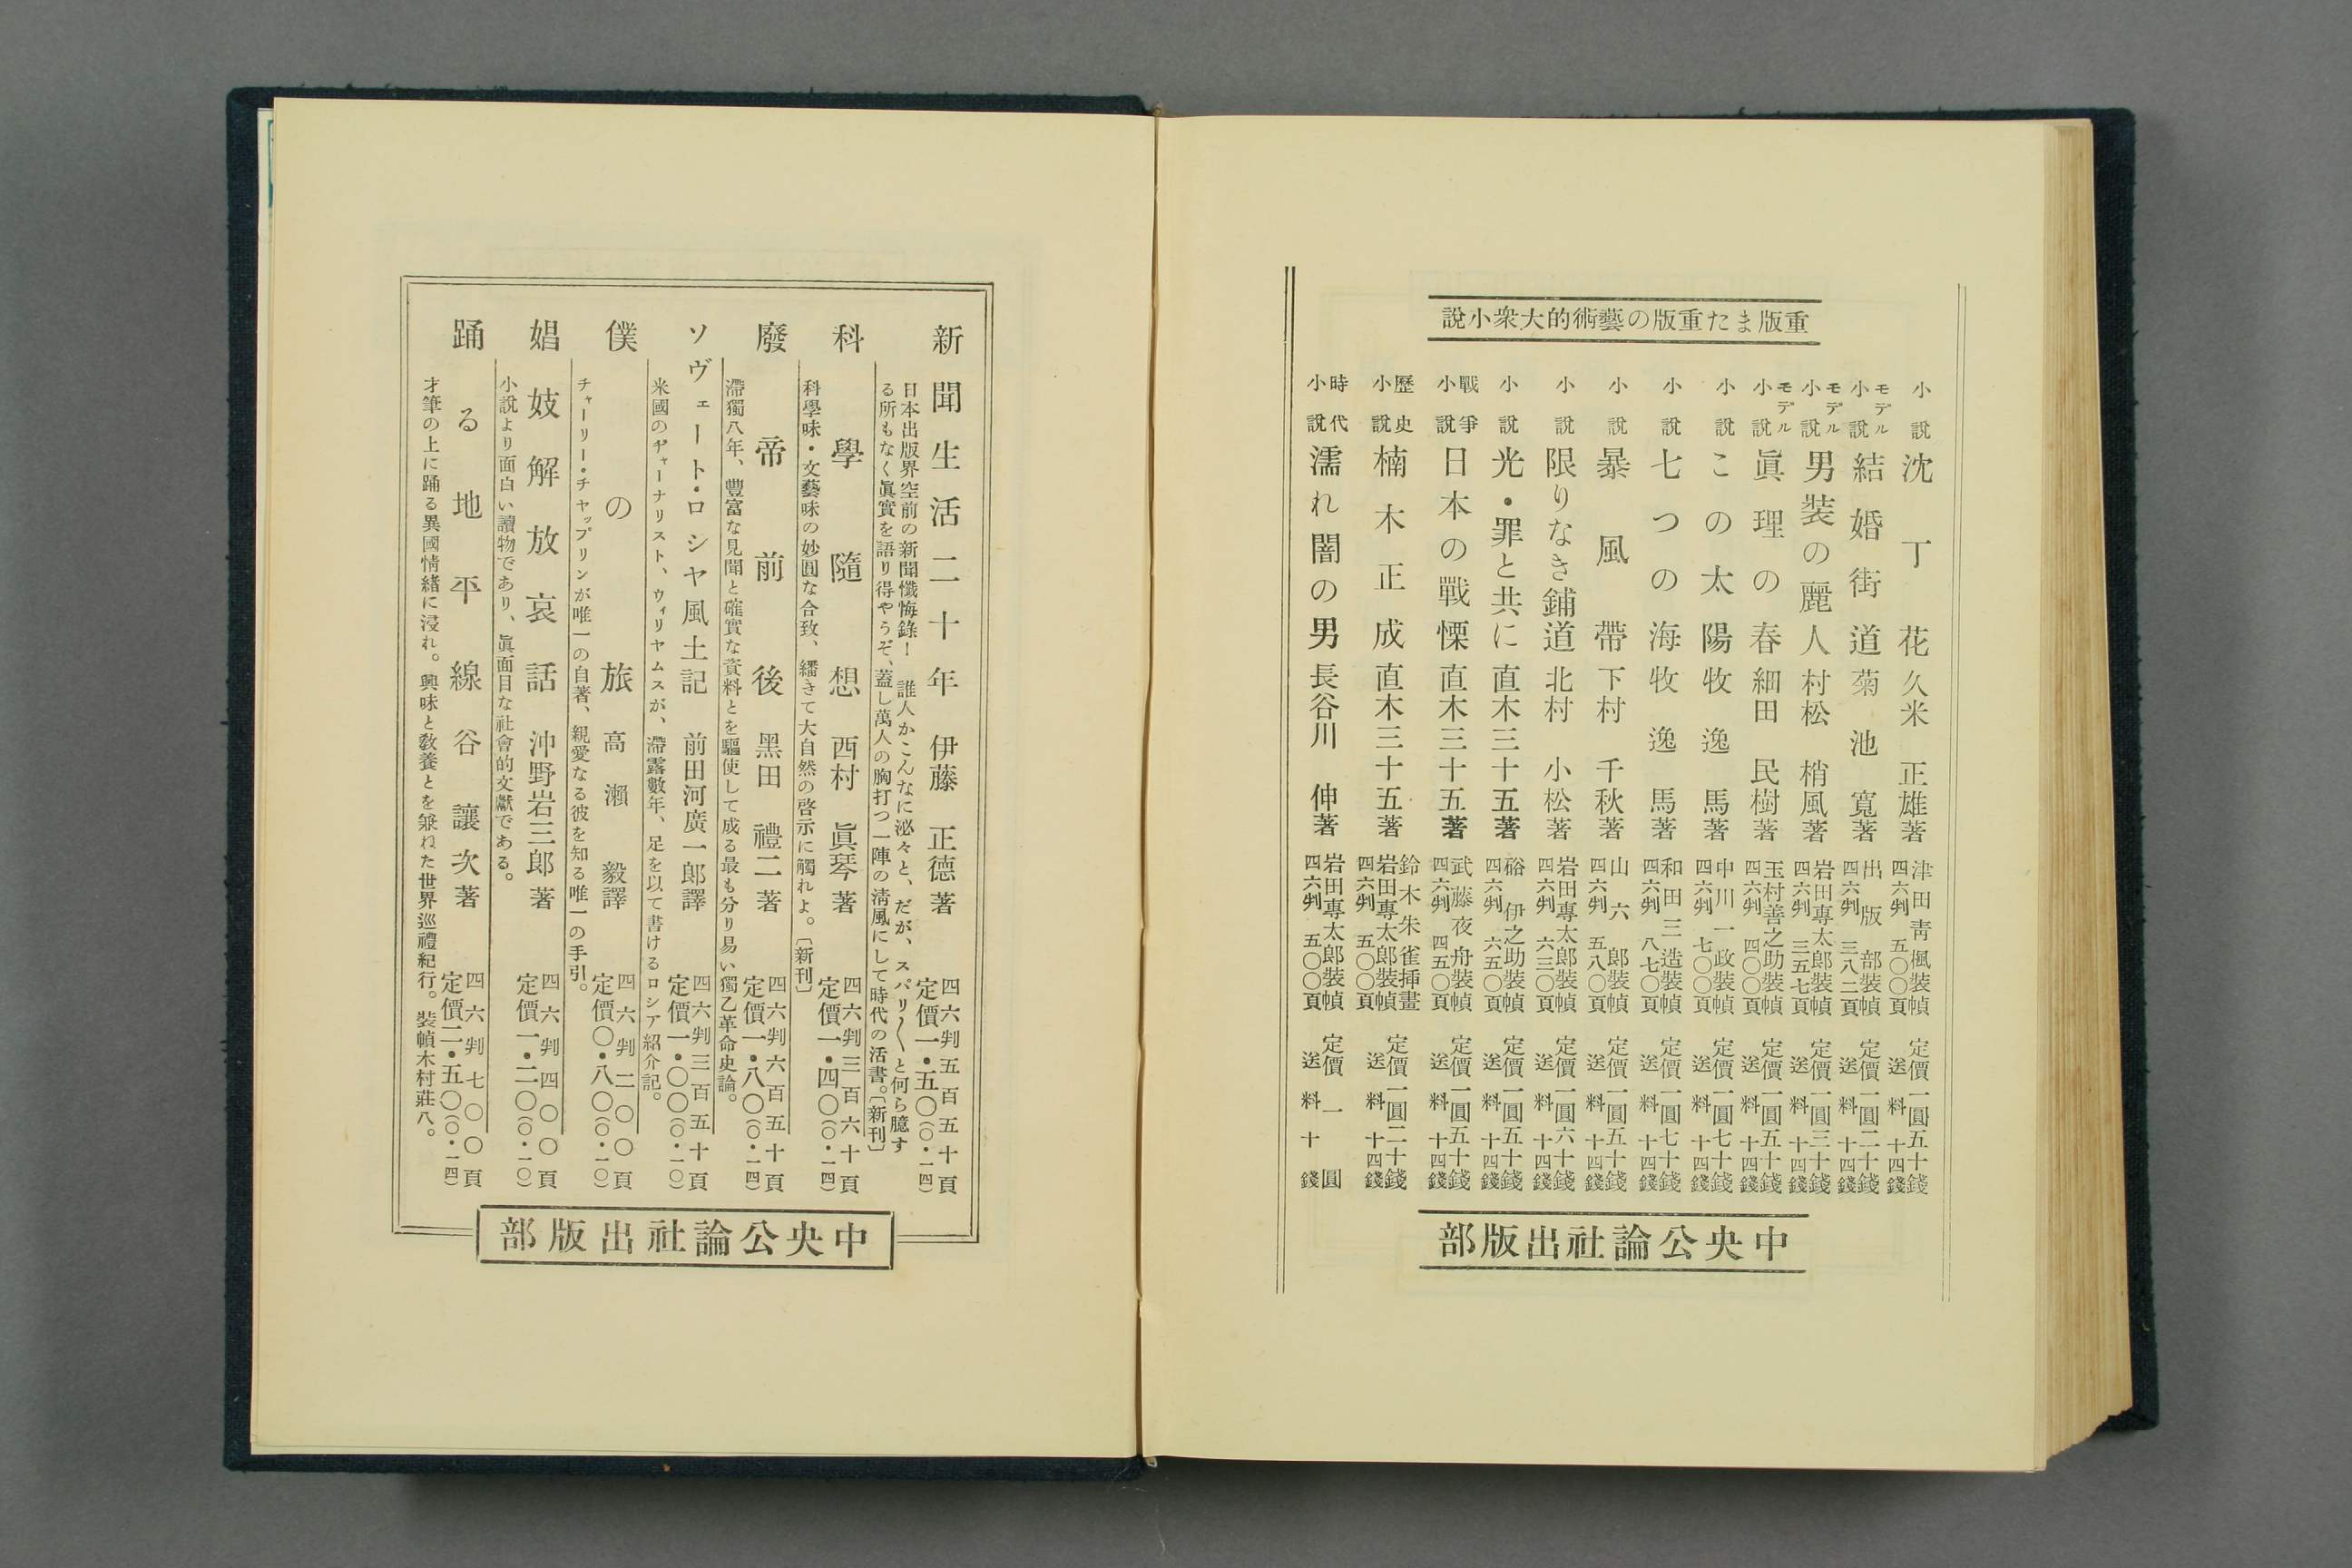 重版また重版の藝術的大衆小說
小說 沈丁花 久米正雄著 津田靑楓裝幀 四六判 五〇〇頁 定價一圓五十錢 送料十四錢
モデル小說 結婚街道 菊池寬著 出版部裝幀 四六判 三八二頁 定價一圓二十錢 送料十四錢
モデル小說 男裝の麗人 村松梢風著 岩田專太郞裝幀 四六判 三五七頁 定價一圓三十錢 送料十四錢
モデル小說 眞理の春 細田民樹著 玉村善之助裝幀 四六判 四〇〇頁 定價一圓五十錢 送料十四錢
小說 この太陽 牧逸馬著 中川一政裝幀 四六判 七〇〇頁 定價一圓七十錢 送料十四錢
小說 七つの海 牧逸馬著 和田三造裝幀 四六判 八七〇頁 定價一圓七十錢 送料十四錢
小說 暴風帶 下村千秋著 山六郞裝幀 四六判 五八〇頁 定價一圓五十錢 送料十四錢
小說 限りなき鋪道 北村小松著 岩田專太郞裝幀 四六判 六三〇頁 定價一圓六十錢 送料十四錢
小說 光・罪と共に 直木三十五著 硲伊之助裝幀 四六判 六五〇頁 定價一圓五十錢 送料十四錢
戰爭小說 日本の戰慄 直木三十五著 武藤夜舟裝幀 四六判 四五〇頁 定價一圓五十錢 送料十四錢
歷史小說 楠木正成 直木三十五著 鈴木朱雀揷畫 岩田專太郞裝幀 四六判 五〇〇頁 定價一圓二十錢 送料十四錢
時代小說 濡れ闇の男 長谷川伸著 岩田專太郞裝幀 四六判 五〇〇頁 定價一圓 送料十錢
中央公論社出版部
新聞生活二十年 伊藤正德著 四六判五百五十頁 定價一・五〇(〇・一四)
日本出版界空前の新聞懺悔錄！ 誰人かこんなに泌々と、だが、スパリ〱と何ら臆す
る所もなく眞實を語り得やうぞ、蓋し萬人の胸打つ一陣の淸風にして時代の活書。〔新刊〕
科學隨想 西村眞琴著 四六判三百六十頁 定價一・四〇(〇・一四)
科學味・文藝味の妙圓な合致、繙きて大自然の啓示に觸れよ。〔新刊〕
廢帝前後 黑田禮二著 四六判六百五十頁 定價一・八〇(〇・一四)
滯獨八年、豐富な見聞と確實な資料とを驅使して成る最も分り易い獨乙革命史論。
ソヴェート・ロシヤ風土記 前田河廣一郞譯 四六判三百五十頁 定價一・〇〇(〇・一〇)
米國のヂャーナリスト、ウィリヤムスが、滯露數年、足を以て書けるロシア紹介記。
僕の旅 高瀨毅譯 四六判二〇〇頁 定價〇・八〇(〇・一〇)
チャーリー・チヤップリンが唯一の自著、親愛なる彼を知る唯一の手引。
娼妓解放哀話 沖野岩三郞著 四六判四〇〇頁 定價一・二〇(〇・一〇)
小說より面白い讀物であり、眞面目な社會的文獻である。
踊る地平線 谷讓次著 四六判七〇〇頁 定價二・五〇(〇・一四)
才筆の上に踊る異國情緖に浸れ。興味と敎養とを兼ねた世界巡禮紀行。裝幀木村莊八。
中央公論社出版部